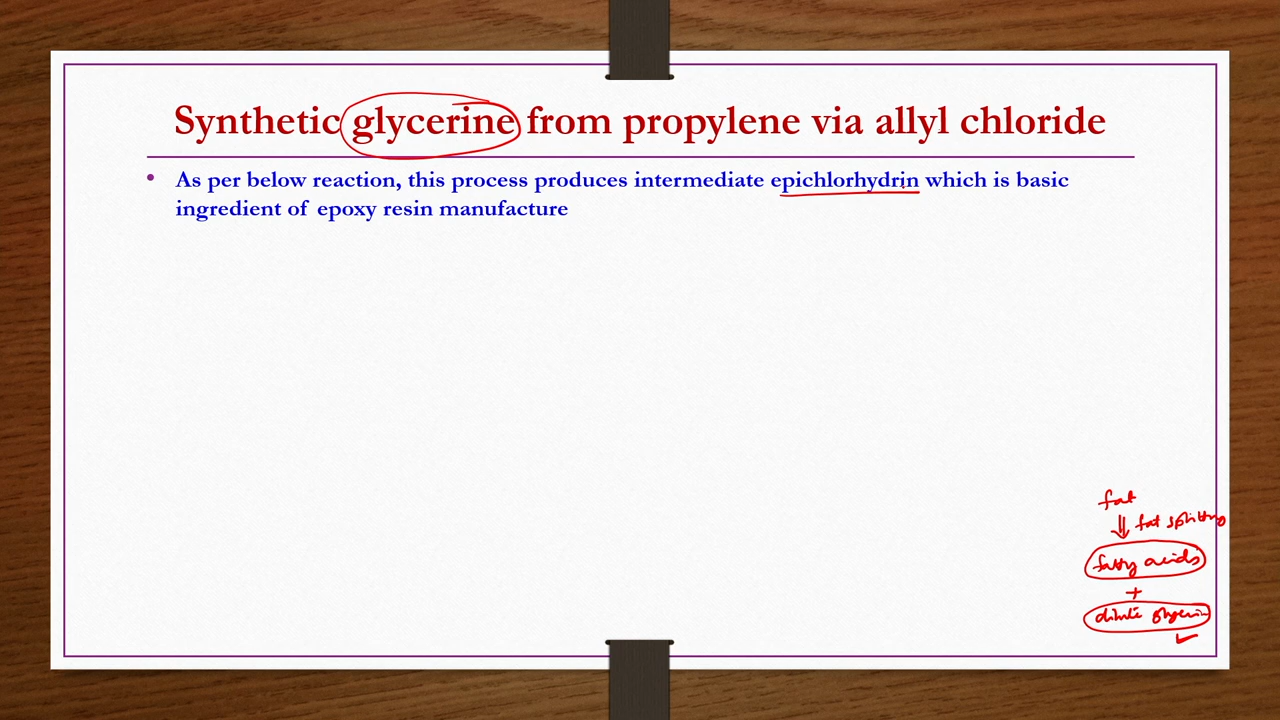 Synthetic glycerine from propylene via allyl chloride
• As per below reaction, this process produces intermediate epichlorhydrin which is basic
ingredient of epoxy resin manufacture
fat
fat splitting
fatty acids
+
dilute glycerin